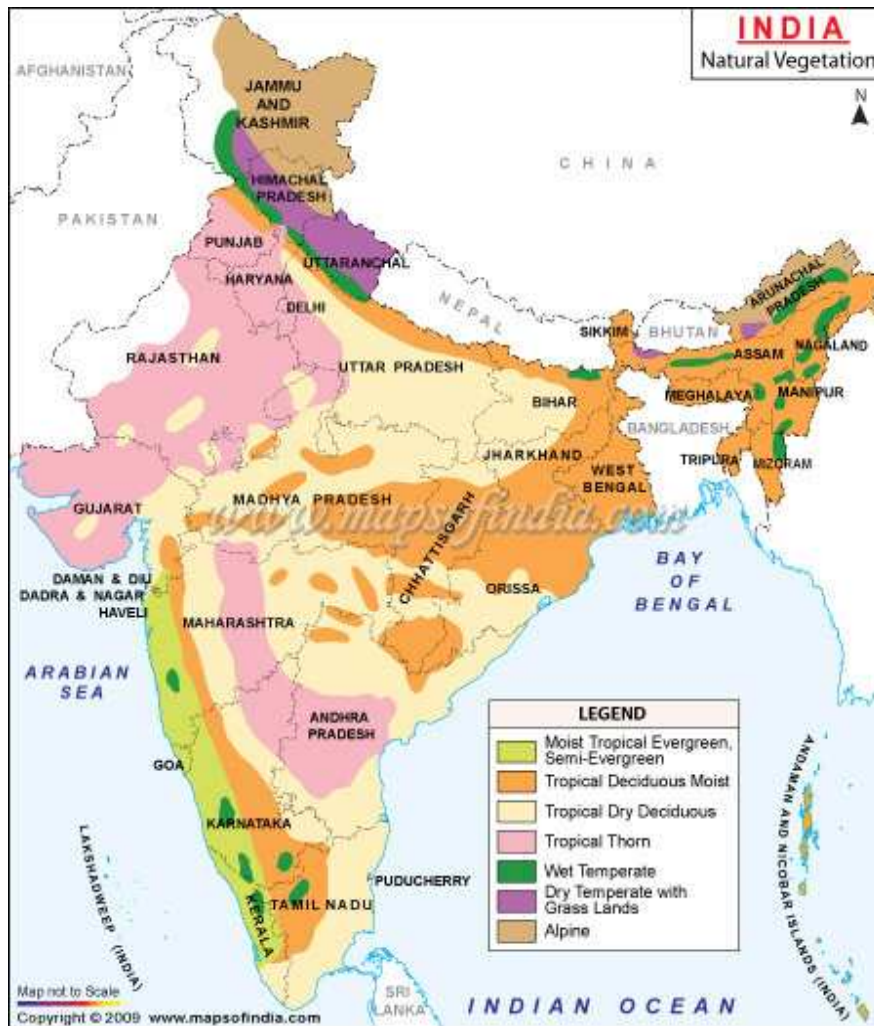 INDIA
Natural Vegetation
N
AFGHANISTAN
JAMMU
AND
KASHMIR
CHINA
HIMACHAL
PRADESH
PAKISTAN
PUNJAB
UTTARANCHAL
HARYANA
DELHI
NEPAL
ARUNACHAL
PRADESH
SIKKIM
BHUTAN
RAJASTHAN
UTTAR PRADESH
ASSAM
NAGALAND
BIHAR
MEGHALAYA
MANIPUR
BANGLADESH
JHARKHAND
WEST
BENGAL
TRIPURA
MIZORAM
GUJARAT
MADHYA PRADESH
www.mapsofindia.com
CHHATTISGARH
BAY
OF
BENGAL
DAMAN & DIU
DADRA & NAGAR
HAVELI
ORISSA
MAHARASHTRA
ARABIAN
SEA
ANDHRA
PRADESH
GOA
KARNATAKA
LAKSHADWEEP (INDIA)
PUDUCHERRY
KERALA
TAMIL NADU
LEGEND
Moist Tropical Evergreen,
Semi-Evergreen
Tropical Deciduous Moist
Tropical Dry Deciduous
Tropical Thorn
Wet Temperate
Dry Temperate with
Grass Lands
Alpine
ANDAMAN AND NICOBAR ISLANDS (INDIA)
SRI
LANKA
INDIAN OCEAN
Map not to Scale
Copyright © 2009 www.mapsofindia.com